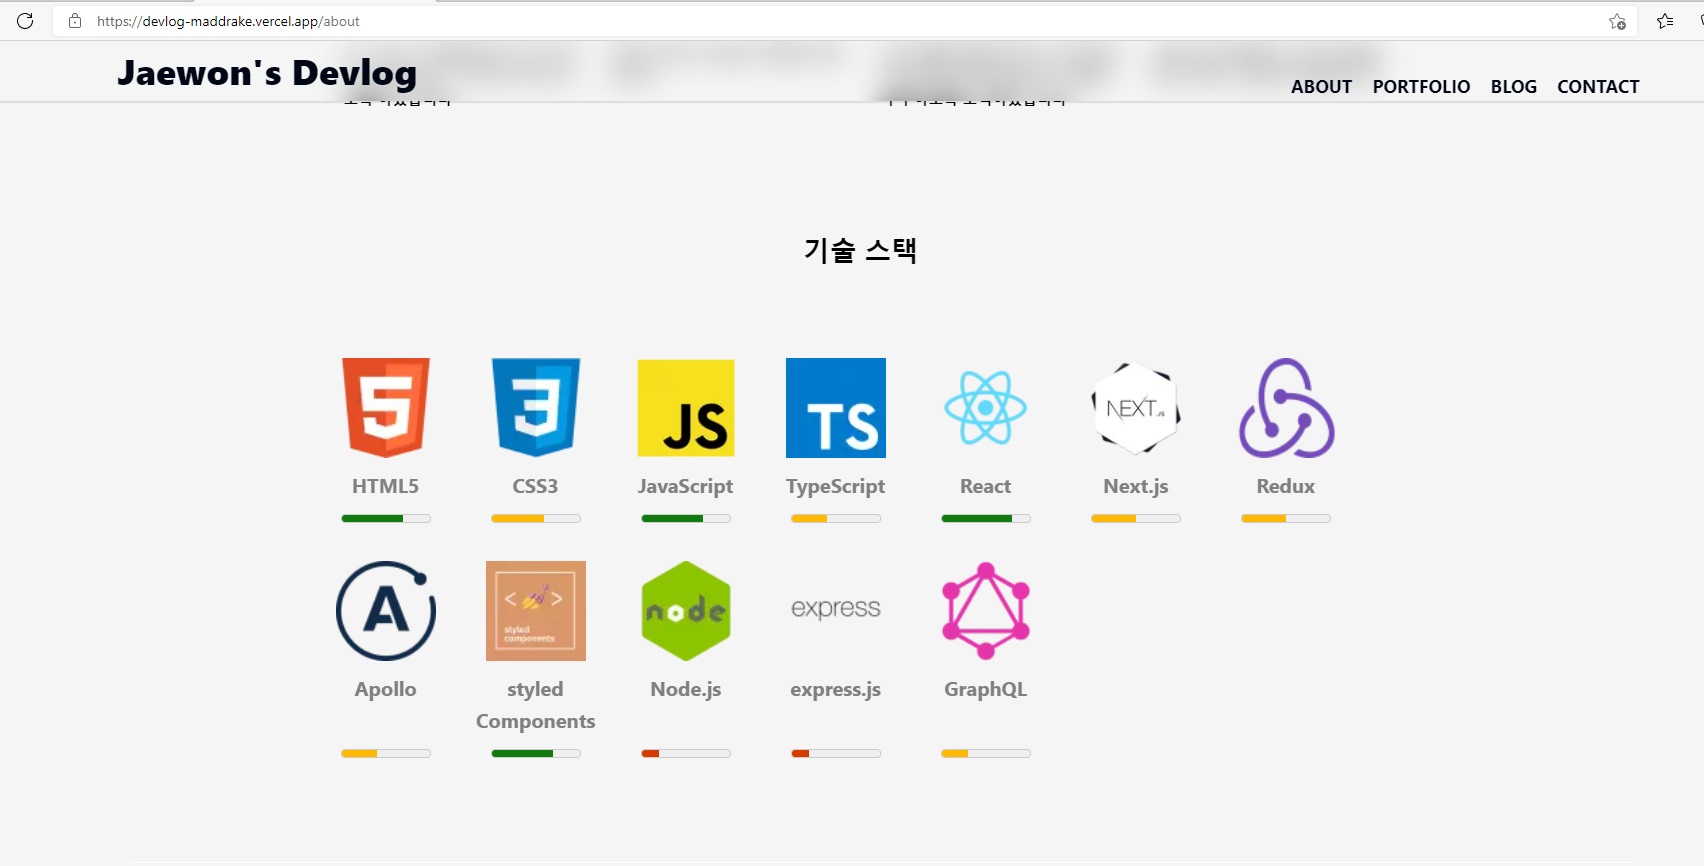 https://devlog-maddrake.vercel.app/about
Jaewon's Devlog
ABOUT PORTFOLIO BLOG CONTACT
기술 스택
5
3
JS
TS
NEXT.JS
HTML5 CSS3 JavaScript TypeScript React Next.js Redux
A
< >
styled
components
node
express
Apollo styled Node.js express.js GraphQL
Components